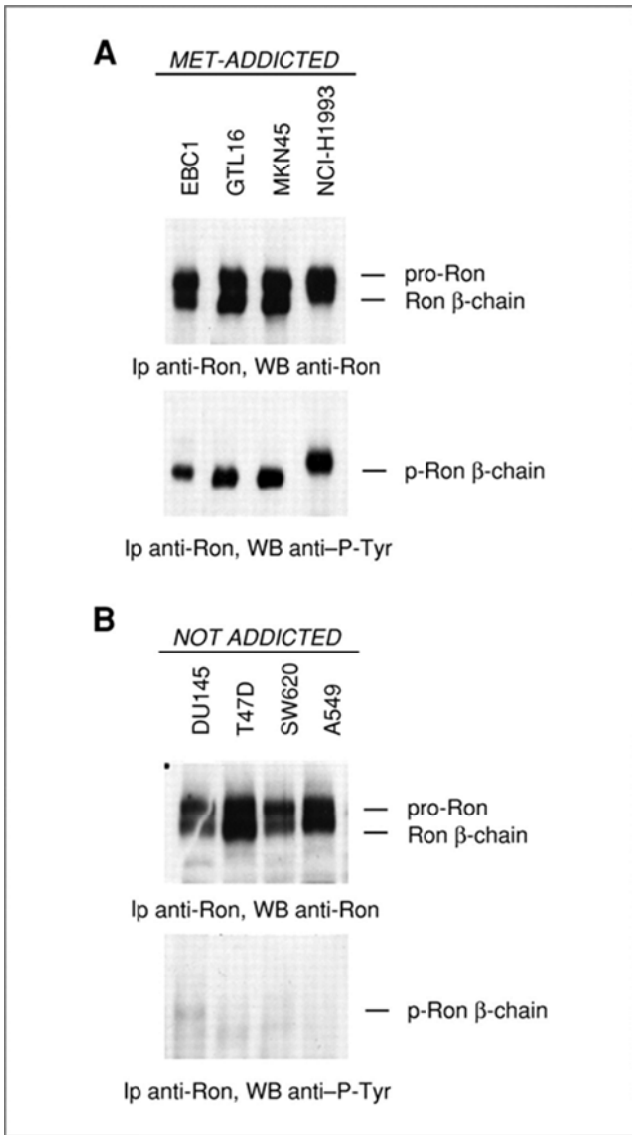 A
MET-ADDICTED
EBC1
GTL16
MKN45
NCI-H1993
pro-Ron
Ron β-chain
Ip anti-Ron, WB anti-Ron
p-Ron β-chain
Ip anti-Ron, WB anti–P-Tyr
B
NOT ADDICTED
DU145
T47D
SW620
A549
pro-Ron
Ron β-chain
Ip anti-Ron, WB anti-Ron
p-Ron β-chain
Ip anti-Ron, WB anti–P-Tyr